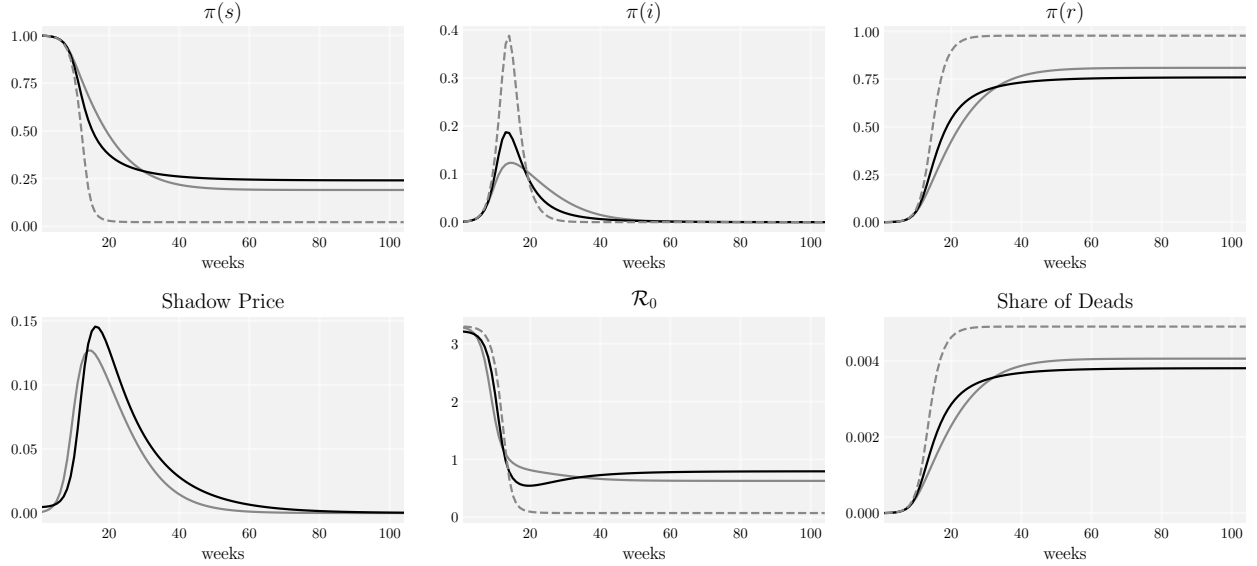 π(s)
1.00
0.75
0.50
0.25
0.00
20 40 60 80 100
weeks
π(i)
0.4
0.3
0.2
0.1
0.0
20 40 60 80 100
weeks
π(r)
1.00
0.75
0.50
0.25
0.00
20 40 60 80 100
weeks
Shadow Price
0.15
0.10
0.05
0.00
20 40 60 80 100
weeks
ℛ₀
3
2
1
0
20 40 60 80 100
weeks
Share of Deads
0.004
0.002
0.000
20 40 60 80 100
weeks